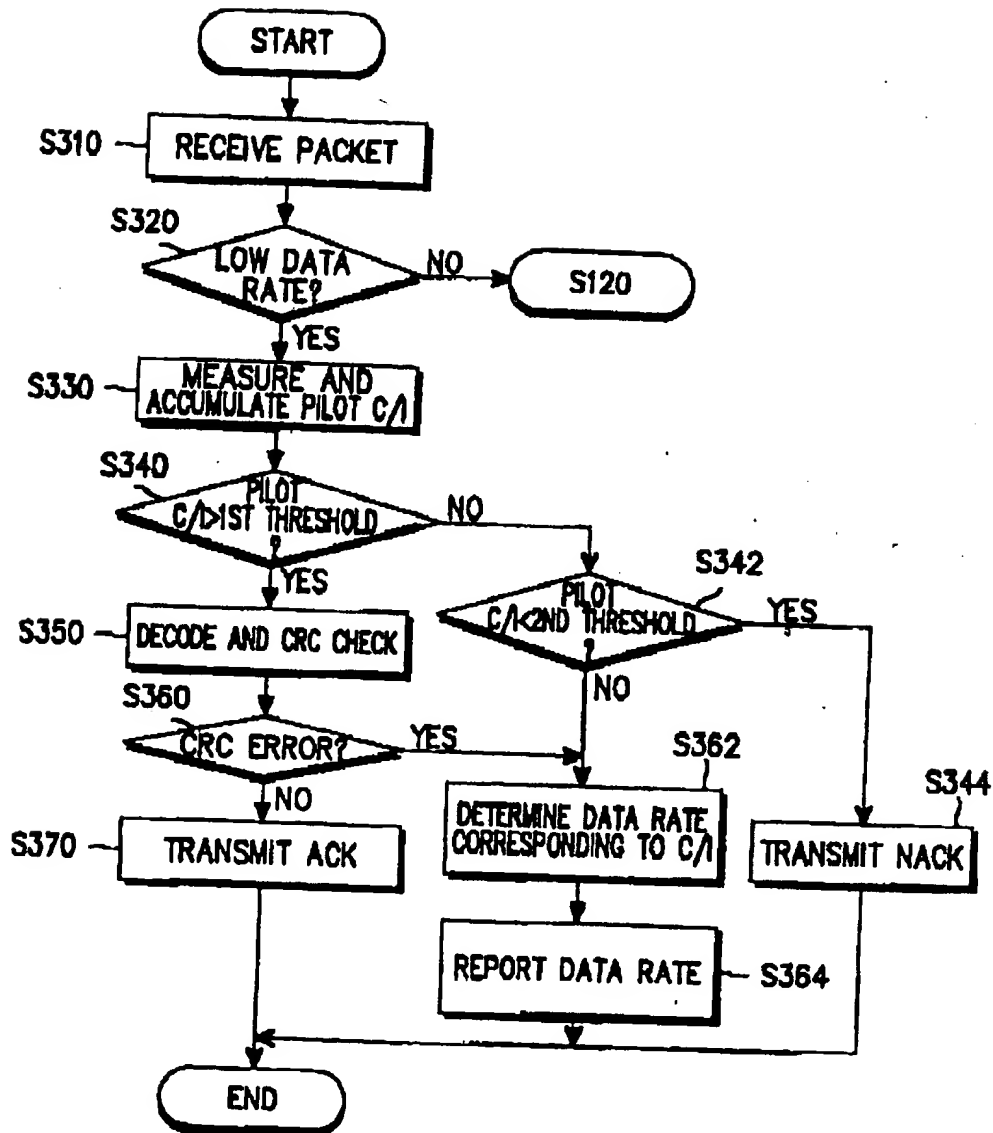 START
S310
RECEIVE PACKET
S320
LOW DATA
RATE?
NO
S120
YES
S330
MEASURE AND
ACCUMULATE PILOT C/I
S340
PILOT
C/I>1ST THRESHOLD
?
NO
YES
S342
PILOT
C/I<2ND THRESHOLD
?
YES
NO
S350
DECODE AND CRC CHECK
S360
CRC ERROR?
YES
NO
S362
DETERMINE DATA RATE
CORRESPONDING TO C/I
S344
TRANSMIT NACK
S370
TRANSMIT ACK
REPORT DATA RATE
S364
END